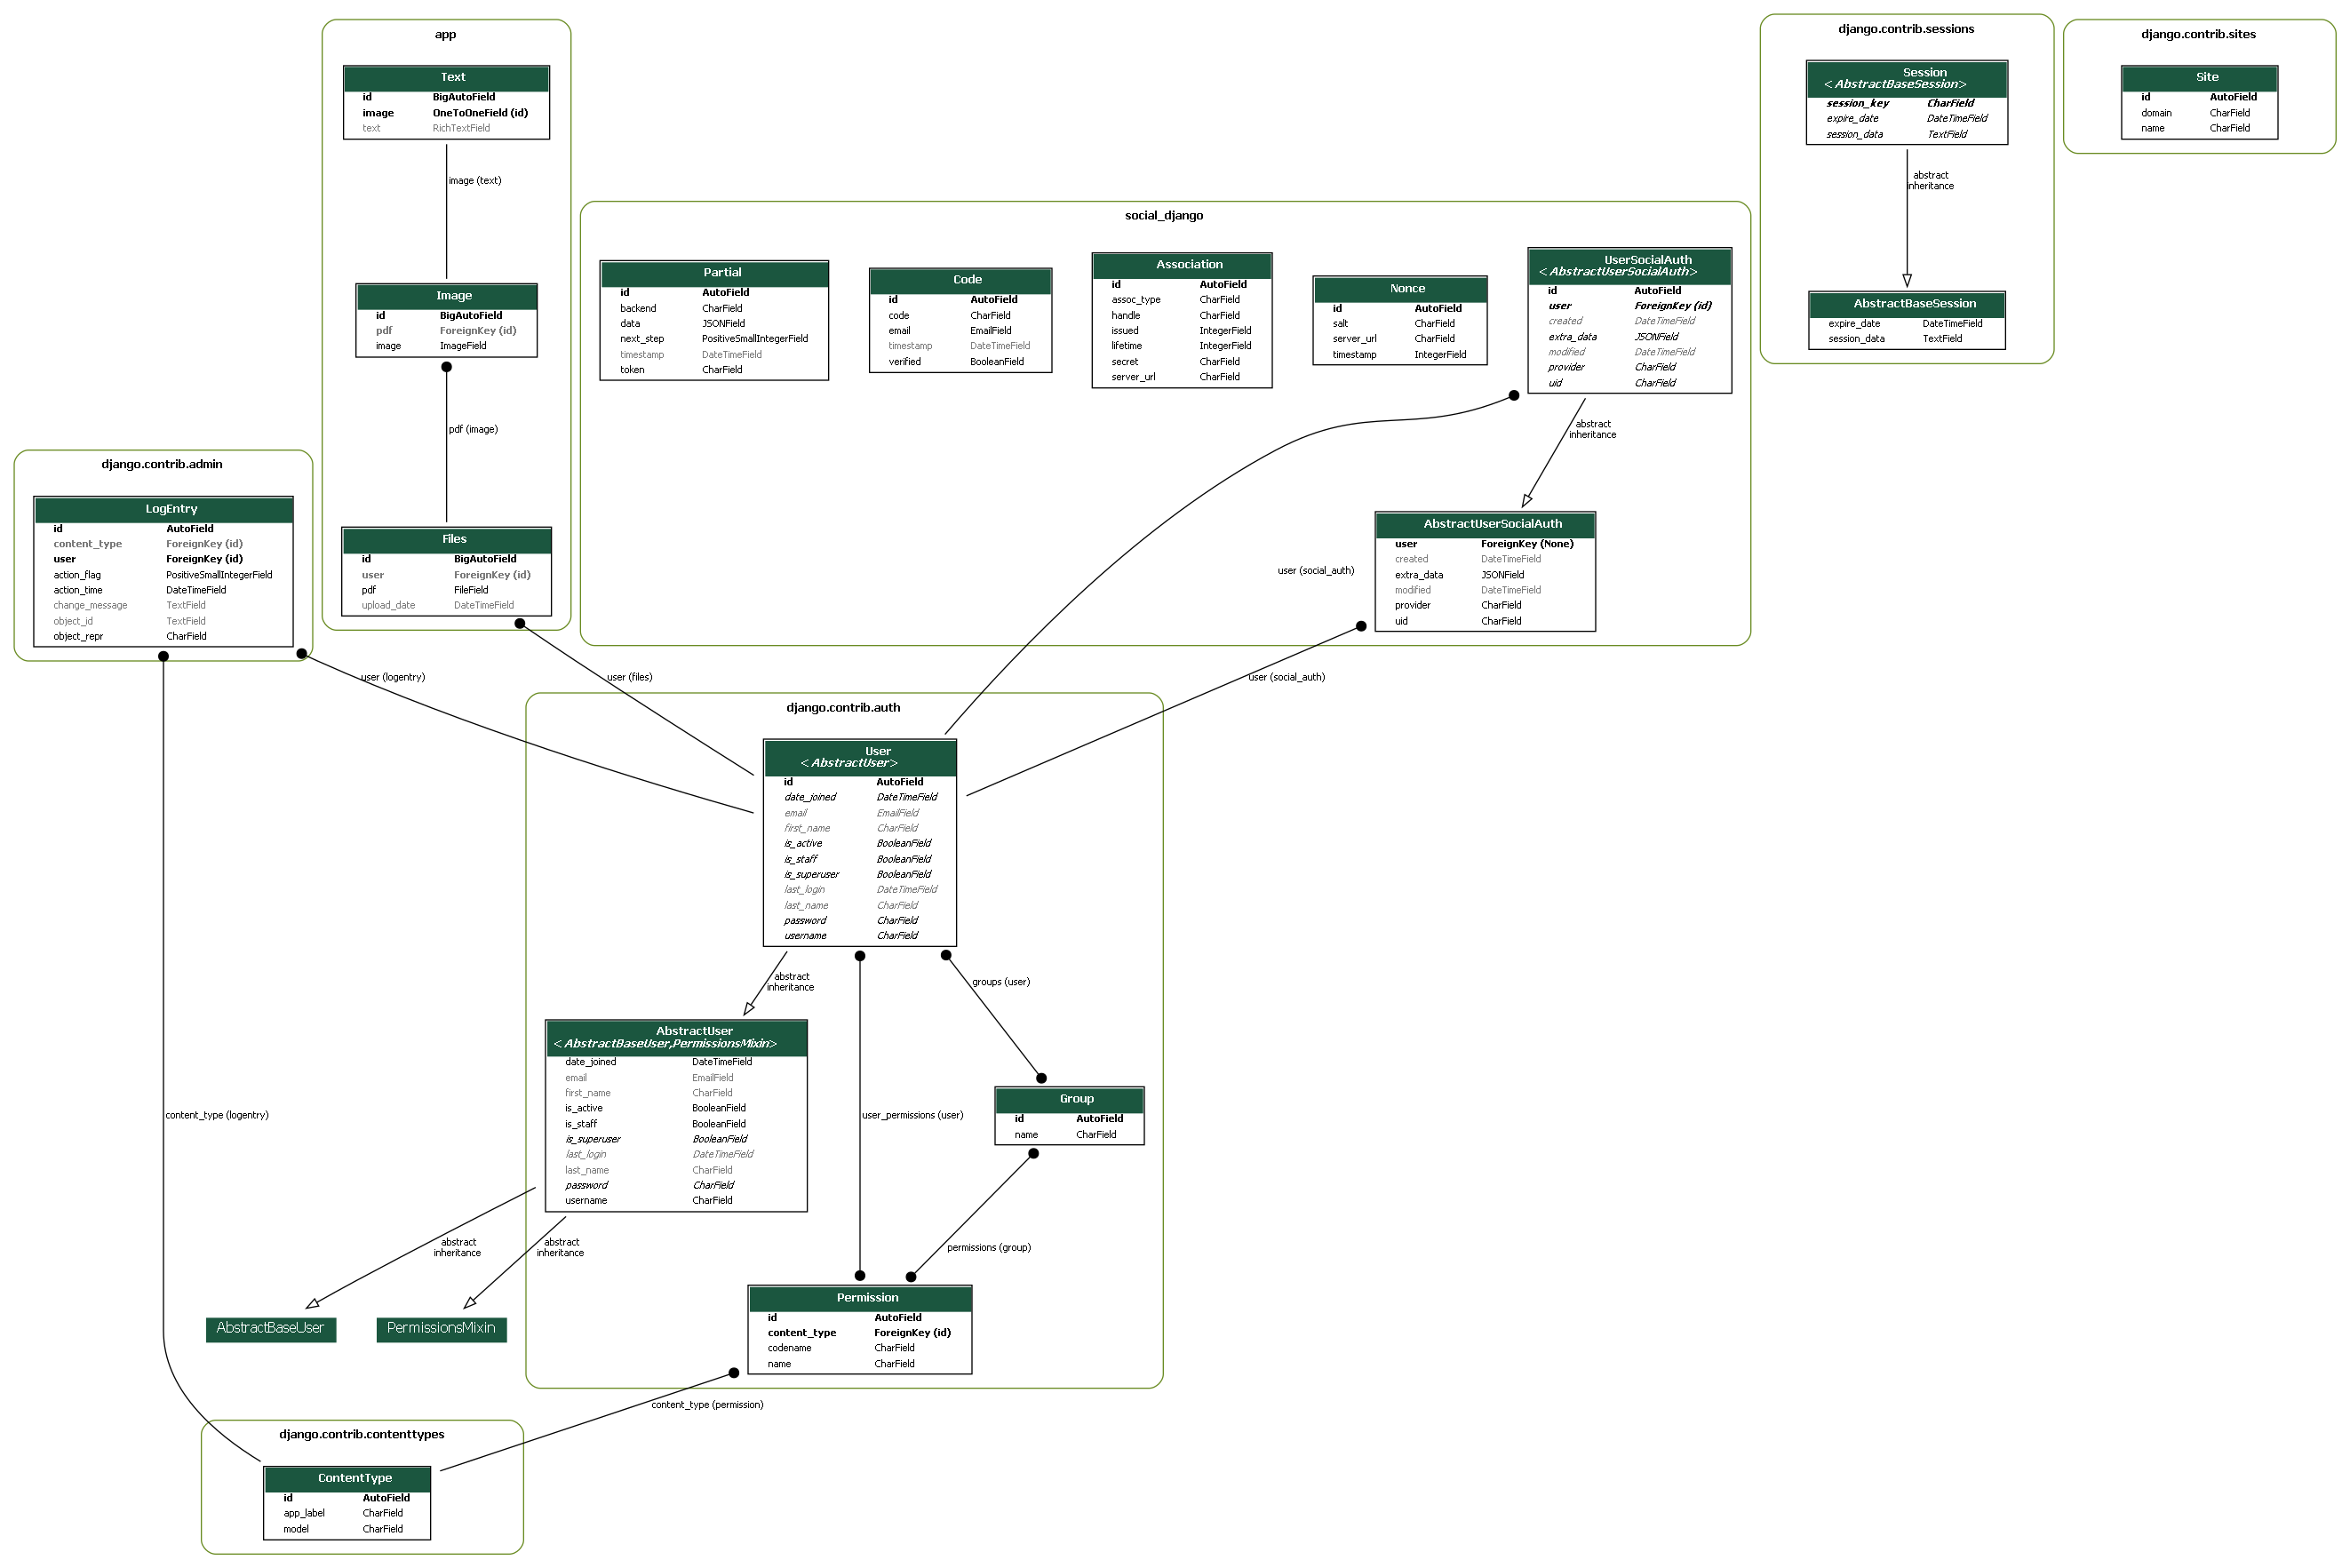 app
Text
id BigAutoField
image OneToOneField (id)
text RichTextField
image (text)
Image
id BigAutoField
pdf ForeignKey (id)
image ImageField
pdf (image)
Files
id BigAutoField
user ForeignKey (id)
pdf FileField
upload_date DateTimeField
django.contrib.sessions
Session
<AbstractBaseSession>
session_key CharField
expire_date DateTimeField
session_data TextField
abstract
inheritance
AbstractBaseSession
expire_date DateTimeField
session_data TextField
django.contrib.sites
Site
id AutoField
domain CharField
name CharField
social_django
Partial
id AutoField
backend CharField
data JSONField
next_step PositiveSmallIntegerField
timestamp DateTimeField
token CharField
Code
id AutoField
code CharField
email EmailField
timestamp DateTimeField
verified BooleanField
Association
id AutoField
assoc_type CharField
handle CharField
issued IntegerField
lifetime IntegerField
secret CharField
server_url CharField
Nonce
id AutoField
salt CharField
server_url CharField
timestamp IntegerField
UserSocialAuth
<AbstractUserSocialAuth>
id AutoField
user ForeignKey (id)
created DateTimeField
extra_data JSONField
modified DateTimeField
provider CharField
uid CharField
abstract
inheritance
AbstractUserSocialAuth
user ForeignKey (None)
created DateTimeField
extra_data JSONField
modified DateTimeField
provider CharField
uid CharField
user (social_auth)
user (social_auth)
django.contrib.admin
LogEntry
id AutoField
content_type ForeignKey (id)
user ForeignKey (id)
action_flag PositiveSmallIntegerField
action_time DateTimeField
change_message TextField
object_id TextField
object_repr CharField
user (logentry)
user (files)
django.contrib.auth
User
<AbstractUser>
id AutoField
date_joined DateTimeField
email EmailField
first_name CharField
is_active BooleanField
is_staff BooleanField
is_superuser BooleanField
last_login DateTimeField
last_name CharField
password CharField
username CharField
abstract
inheritance
groups (user)
AbstractUser
<AbstractBaseUser,PermissionsMixin>
date_joined DateTimeField
email EmailField
first_name CharField
is_active BooleanField
is_staff BooleanField
is_superuser BooleanField
last_login DateTimeField
last_name CharField
password CharField
username CharField
user_permissions (user)
Group
id AutoField
name CharField
content_type (logentry)
abstract
inheritance
abstract
inheritance
permissions (group)
AbstractBaseUser
PermissionsMixin
Permission
id AutoField
content_type ForeignKey (id)
codename CharField
name CharField
content_type (permission)
django.contrib.contenttypes
ContentType
id AutoField
app_label CharField
model CharField